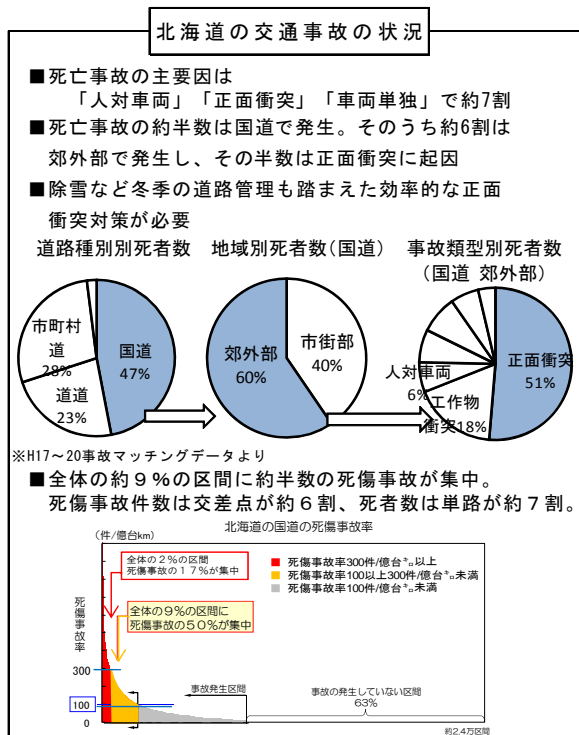 北海道の交通事故の状況
■死亡事故の主要因は
「人対車両」「正面衝突」「車両単独」で約7割
■死亡事故の約半数は国道で発生。そのうち約6割は
郊外部で発生し、その半数は正面衝突に起因
■除雪など冬季の道路管理も踏まえた効率的な正面
衝突対策が必要
道路種別別死者数
市町村
道
28%
国道
47%
道道
23%
地域別死者数(国道)
郊外部
60%
市街部
40%
事故類型別死者数
(国道 郊外部)
正面衝突
51%
人対車両
6%
工作物
衝突18%
※H17～20事故マッチングデータより
■全体の約９％の区間に約半数の死傷事故が集中。
死傷事故件数は交差点が約６割、死者数は単路が約７割。
北海道の国道の死傷事故率
(件/億台km)
全体の２％の区間
死傷事故の１７％が集中
全体の９％の区間に
死傷事故の５０％が集中
死傷事故率300件/億台㌔以上
死傷事故率100以上300件/億台㌔未満
死傷事故率100件/億台㌔未満
死傷事故率
300
100
0
事故発生区間
事故の発生していない区間
63%
約2.4万区間